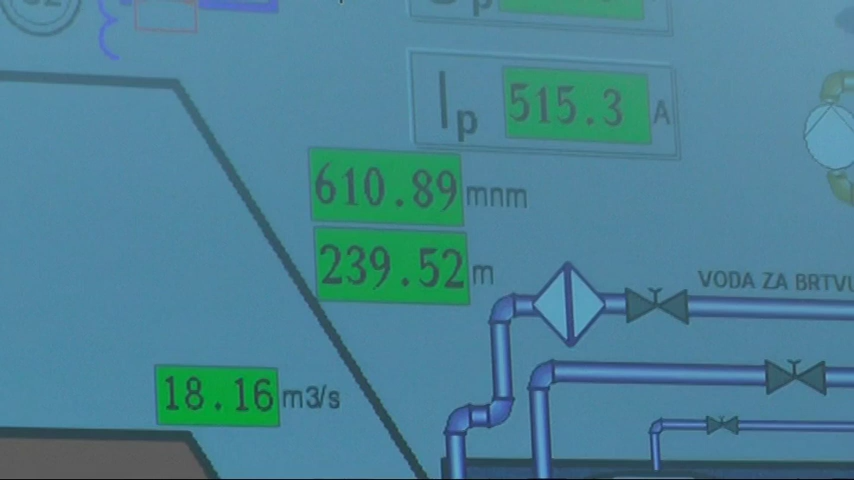 p
Ip 515.3 A
610.89 mnm
239.52 m
VODA ZA BRTVU
18.16 m3/s